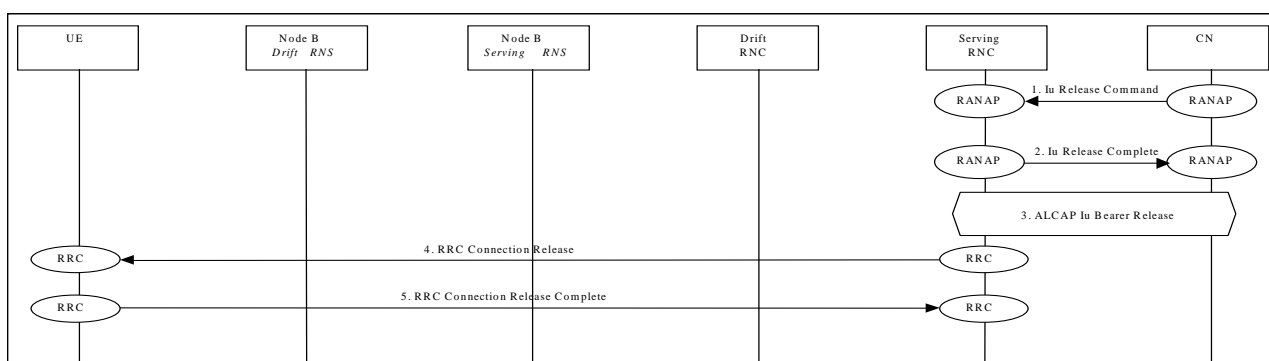 UE
Node B
Drift RNS
Node B
Serving RNS
Drift
RNC
Serving
RNC
CN
RANAP
1. Iu Release Command
RANAP
RANAP
2. Iu Release Complete
RANAP
3. ALCAP Iu Bearer Release
RRC
4. RRC Connection Release
RRC
RRC
5. RRC Connection Release Complete
RRC